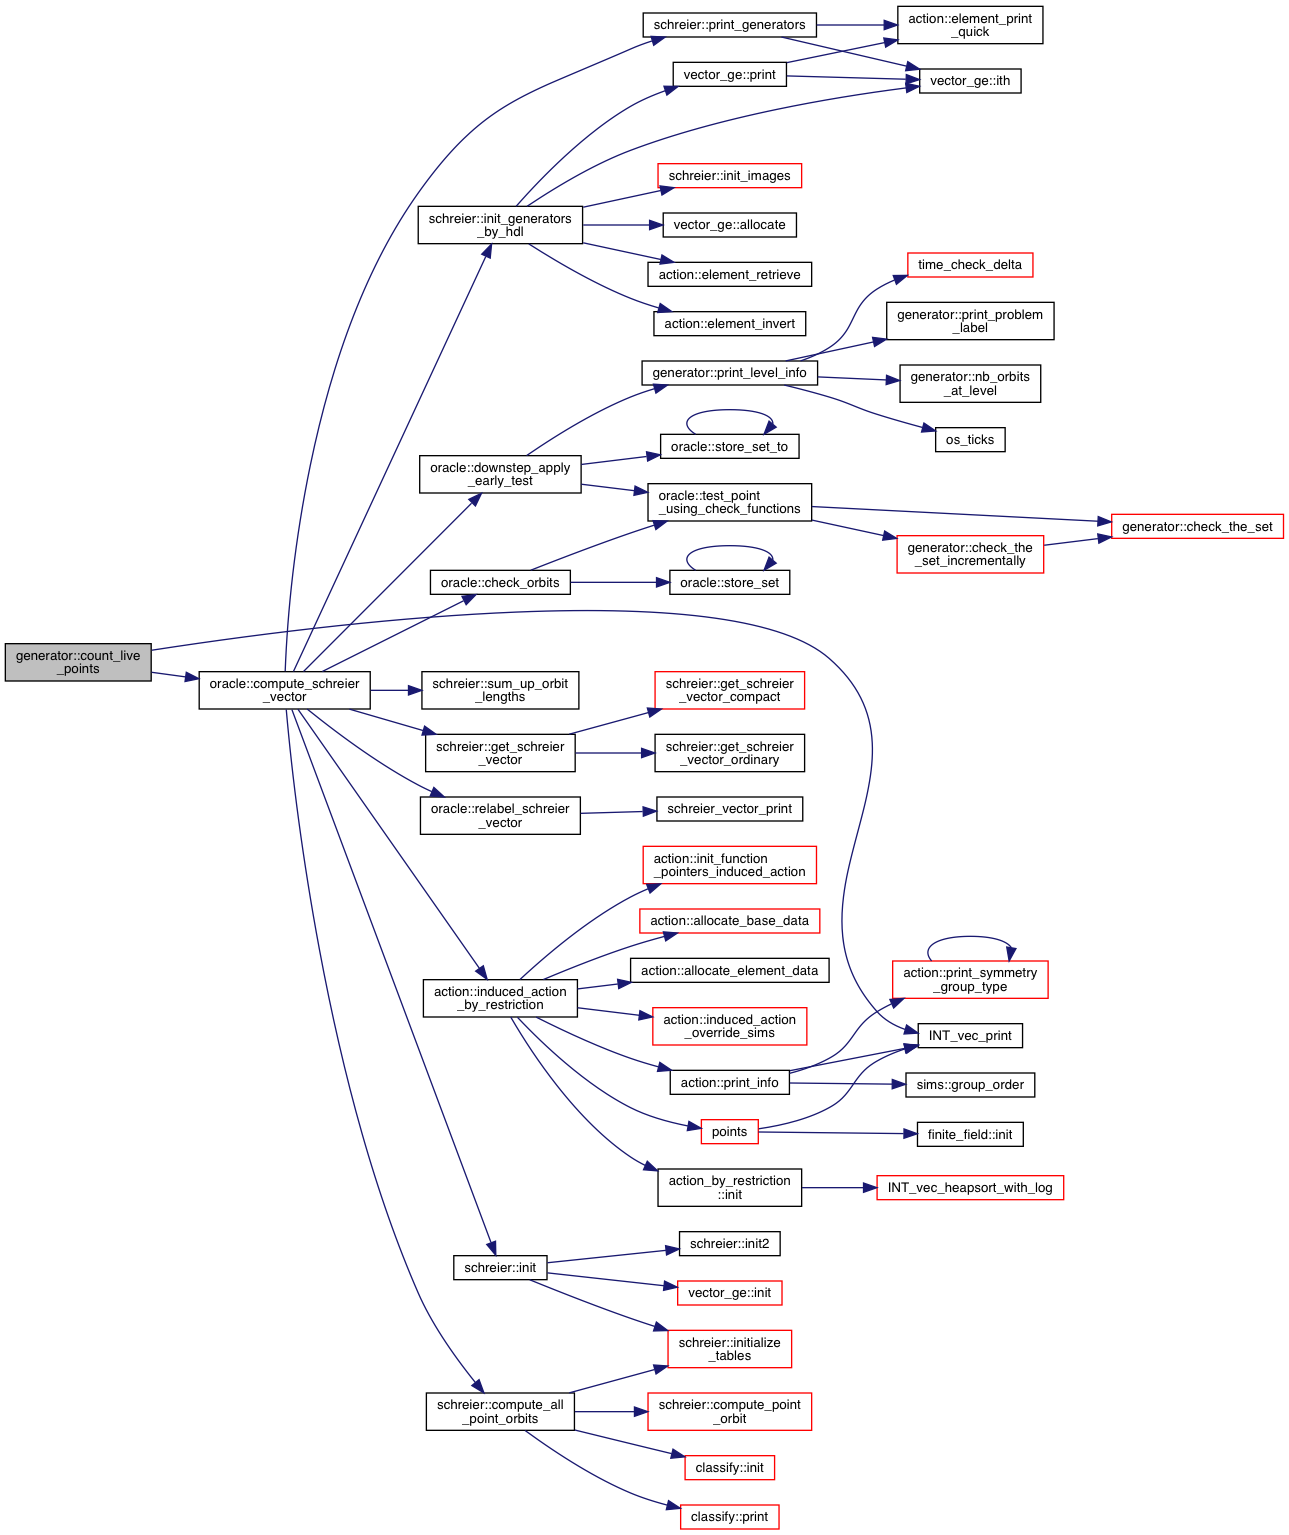 schreier::print_generators
action::element_print
_quick
vector_ge::print
vector_ge::ith
schreier::init_images
schreier::init_generators
_by_hdl
vector_ge::allocate
action::element_retrieve
action::element_invert
time_check_delta
generator::print_problem
_label
generator::print_level_info
generator::nb_orbits
_at_level
os_ticks
oracle::store_set_to
oracle::downstep_apply
_early_test
oracle::test_point
_using_check_functions
generator::check_the_set
generator::check_the
_set_incrementally
oracle::check_orbits
oracle::store_set
generator::count_live
_points
oracle::compute_schreier
_vector
schreier::sum_up_orbit
_lengths
schreier::get_schreier
_vector_compact
schreier::get_schreier
_vector
schreier::get_schreier
_vector_ordinary
oracle::relabel_schreier
_vector
schreier_vector_print
action::init_function
_pointers_induced_action
action::allocate_base_data
action::allocate_element_data
action::induced_action
_by_restriction
action::induced_action
_override_sims
action::print_symmetry
_group_type
INT_vec_print
action::print_info
sims::group_order
points
finite_field::init
action_by_restriction
::init
INT_vec_heapsort_with_log
schreier::init
schreier::init2
vector_ge::init
schreier::initialize
_tables
schreier::compute_all
_point_orbits
schreier::compute_point
_orbit
classify::init
classify::print